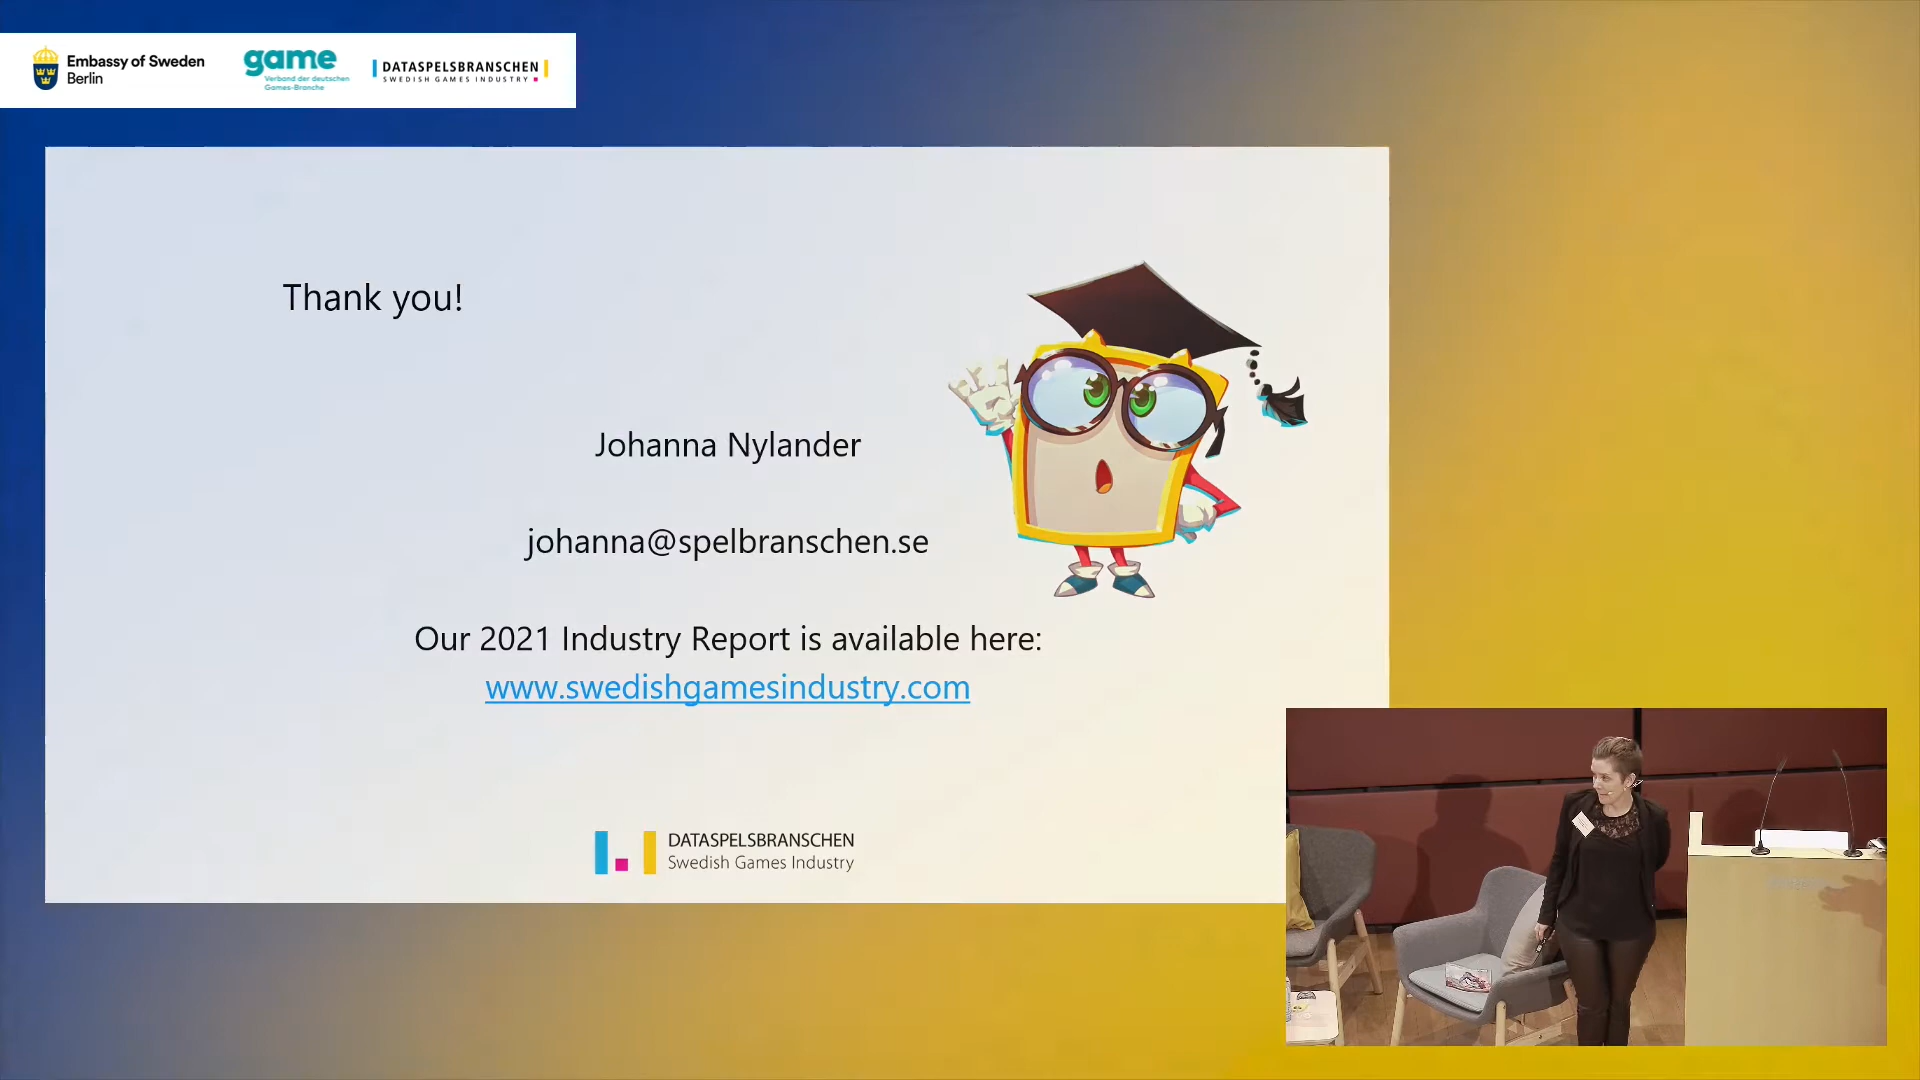 Embassy of Sweden
Berlin
game
Verband der deutschen
Games-Branche
DATASPELSBRANSCHEN
SWEDISH GAMES INDUSTRY
Thank you!
Johanna Nylander
johanna@spelbranschen.se
Our 2021 Industry Report is available here:
www.swedishgamesindustry.com
DATASPELSBRANSCHEN
Swedish Games Industry